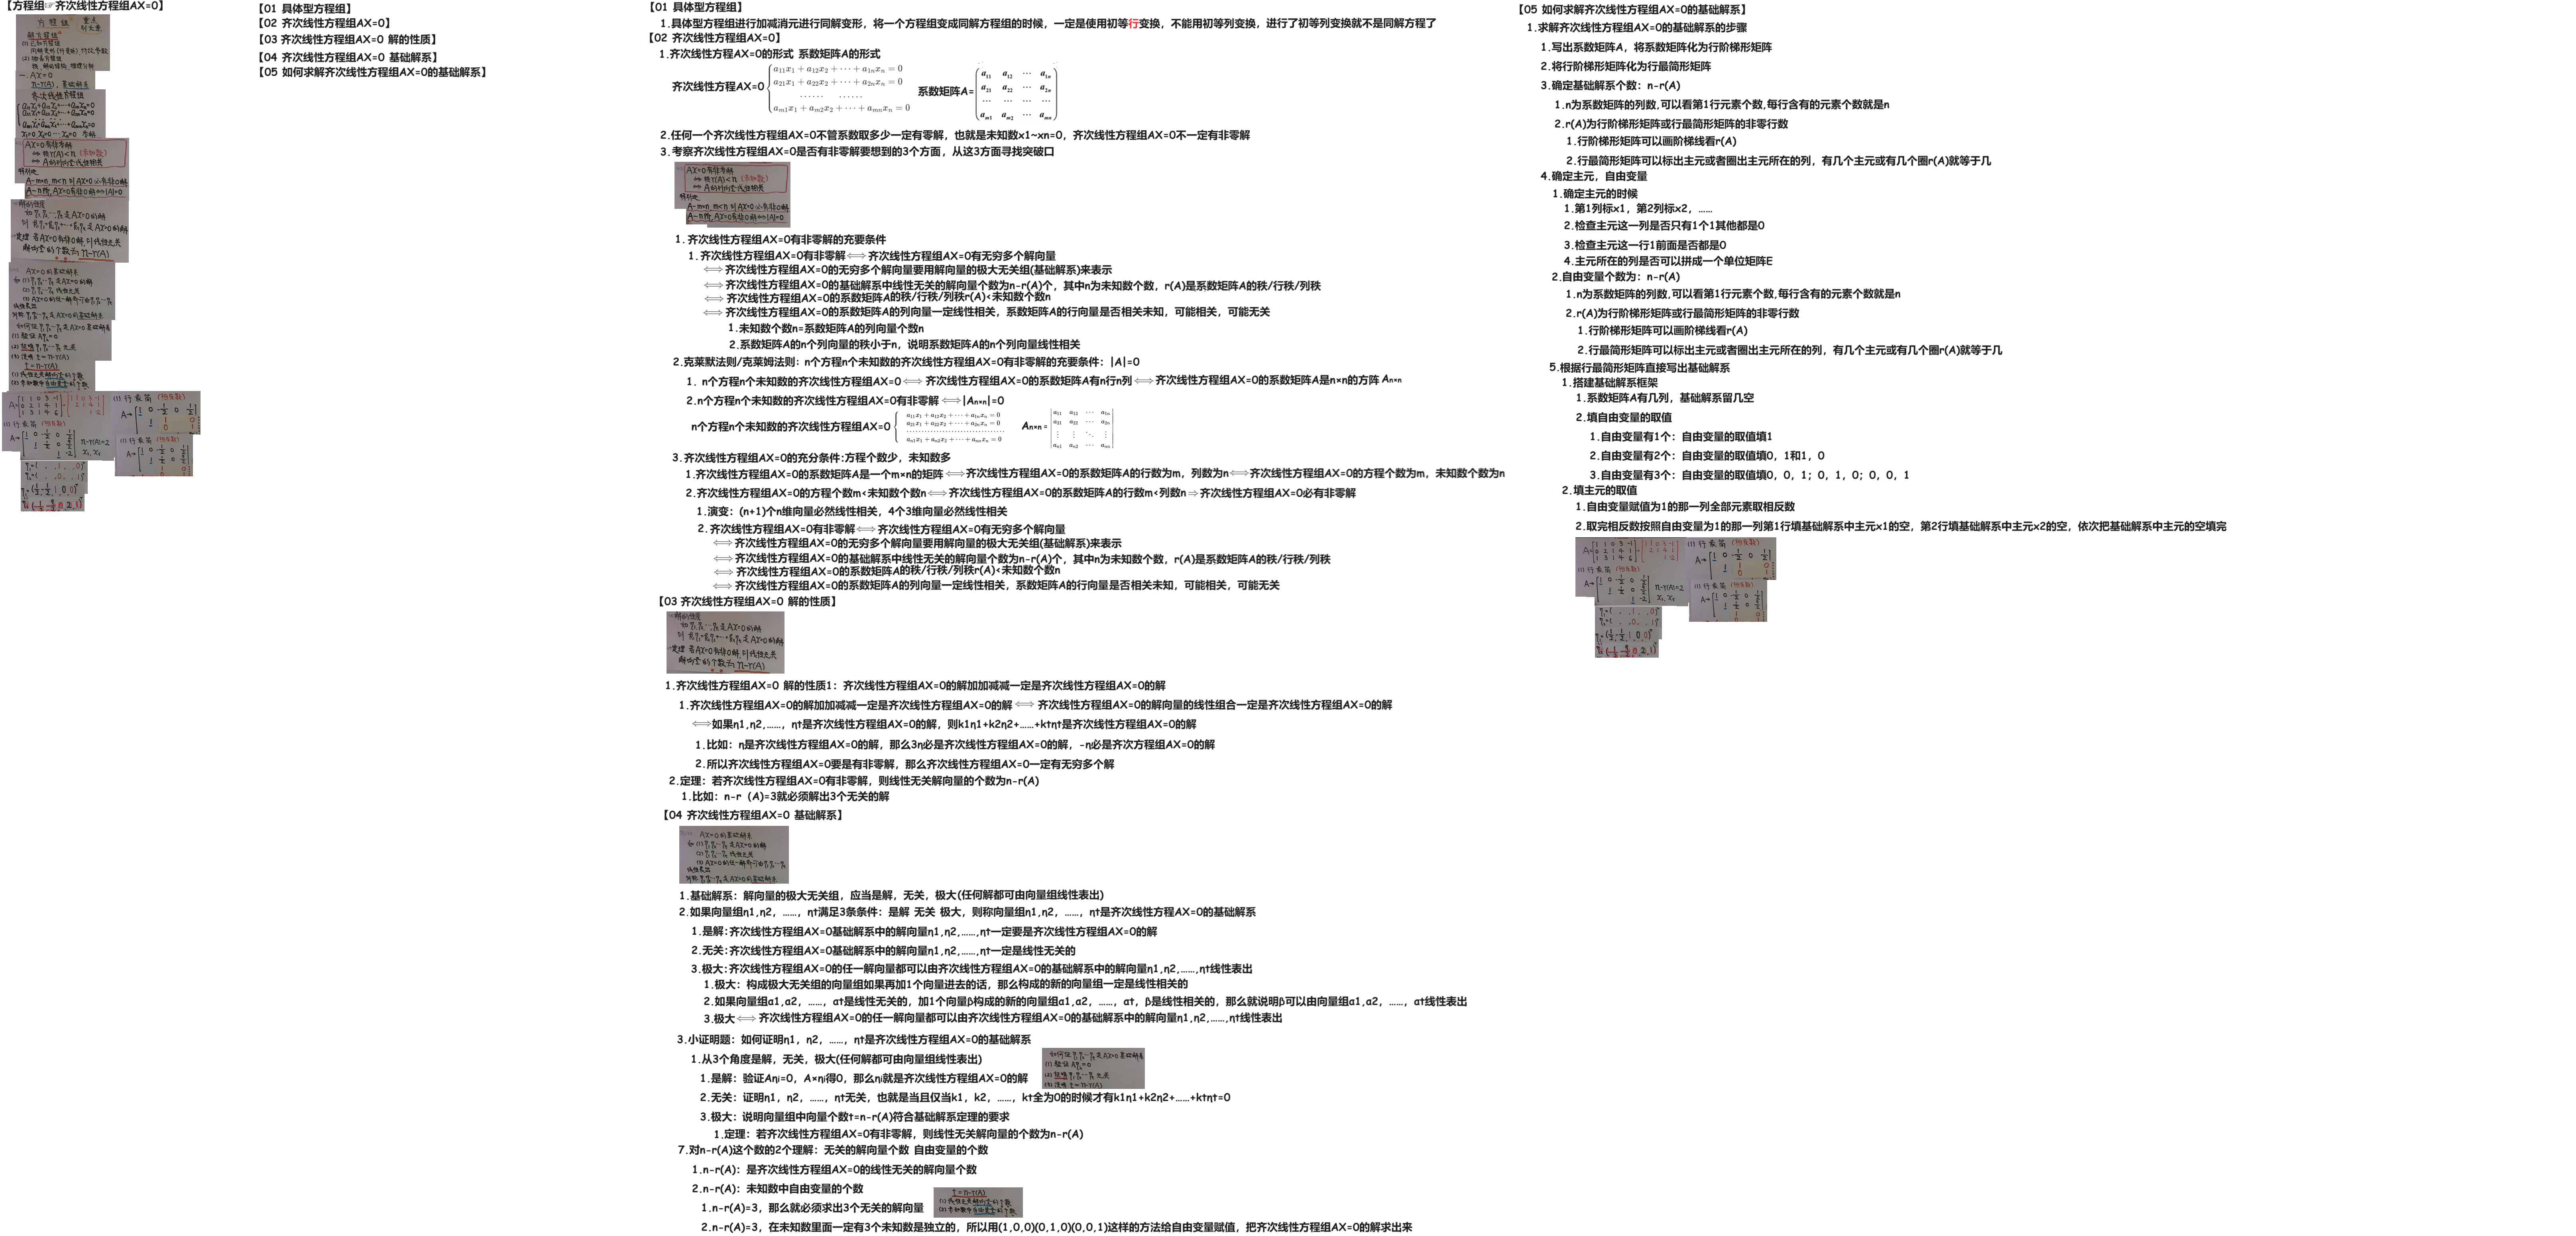 【方程组☞齐次线性方程组AX=0】
【01 具体型方程组】
【02 齐次线性方程组AX=0】
【03 齐次线性方程组AX=0 解的性质】
【04 齐次线性方程组AX=0 基础解系】
【05 如何求解齐次线性方程组AX=0的基础解系】
【01 具体型方程组】
1.具体型方程组进行加减消元进行同解变形，将一个方程组变成同解方程组的时候，一定是使用初等行变换，不能用初等列变换，进行了初等列变换就不是同解方程了
【02 齐次线性方程组AX=0】
1.齐次线性方程AX=0的形式 系数矩阵A的形式
齐次线性方程AX=0 系数矩阵A=
a11x1+a12x2+···+a1nxn=0
a21x1+a22x2+···+a2nxn=0
······ ······
am1x1+am2x2+···+amnxn=0
a11 a12 ··· a1n
a21 a22 ··· a2n
··· ··· ··· ···
am1 am2 ··· amn
2.任何一个齐次线性方程组AX=0不管系数取多少一定有零解，也就是未知数x1~xn=0，齐次线性方程组AX=0不一定有非零解
3.考察齐次线性方程组AX=0是否有非零解要想到的3个方面，从这3方面寻找突破口
AX=0有非零解
⇔ 秩r(A)<n (未知数)
⇔ A的列向量线性相关
特别地
A-m×n, m<n 则AX=0必有非0解
A-n阶, AX=0有非0解⇔|A|=0
1.齐次线性方程组AX=0有非零解的充要条件
1.齐次线性方程组AX=0有非零解⟺齐次线性方程组AX=0有无穷多个解向量
⟺齐次线性方程组AX=0的无穷多个解向量要用解向量的极大无关组(基础解系)来表示
⟺齐次线性方程组AX=0的基础解系中线性无关的解向量个数为n-r(A)个，其中n为未知数个数，r(A)是系数矩阵A的秩/行秩/列秩
⟺齐次线性方程组AX=0的系数矩阵A的秩/行秩/列秩r(A)<未知数个数n
⟺齐次线性方程组AX=0的系数矩阵A的列向量一定线性相关，系数矩阵A的行向量是否相关未知，可能相关，可能无关
1.未知数个数n=系数矩阵A的列向量个数n
2.系数矩阵A的n个列向量的秩小于n，说明系数矩阵A的n个列向量线性相关
2.克莱默法则/克莱姆法则：n个方程n个未知数的齐次线性方程组AX=0有非零解的充要条件：|A|=0
1. n个方程n个未知数的齐次线性方程组AX=0⟺齐次线性方程组AX=0的系数矩阵A有n行n列⟺齐次线性方程组AX=0的系数矩阵A是n×n的方阵 An×n
2.n个方程n个未知数的齐次线性方程组AX=0有非零解⟺|An×n|=0
n个方程n个未知数的齐次线性方程组AX=0 An×n=
a11x1+a12x2+···+a1nxn=0
a21x1+a22x2+···+a2nxn=0
an1x1+an2x2+···+annxn=0
a11 a12 ··· a1n
a21 a22 ··· a2n
⋮ ⋮ ⋱ ⋮
an1 an2 ··· ann
3.齐次线性方程组AX=0的充分条件:方程个数少，未知数多
1.齐次线性方程组AX=0的系数矩阵A是一个m×n的矩阵⟺齐次线性方程组AX=0的系数矩阵A的行数为m，列数为n⟺齐次线性方程组AX=0的方程个数为m，未知数个数为n
2.齐次线性方程组AX=0的方程个数m<未知数个数n⟺齐次线性方程组AX=0的系数矩阵A的行数m<列数n⇒齐次线性方程组AX=0必有非零解
1.演变：(n+1)个n维向量必然线性相关，4个3维向量必然线性相关
2.齐次线性方程组AX=0有非零解⟺齐次线性方程组AX=0有无穷多个解向量
⟺齐次线性方程组AX=0的无穷多个解向量要用解向量的极大无关组(基础解系)来表示
⟺齐次线性方程组AX=0的基础解系中线性无关的解向量个数为n-r(A)个，其中n为未知数个数，r(A)是系数矩阵A的秩/行秩/列秩
⟺齐次线性方程组AX=0的系数矩阵A的秩/行秩/列秩r(A)<未知数个数n
⟺齐次线性方程组AX=0的系数矩阵A的列向量一定线性相关，系数矩阵A的行向量是否相关未知，可能相关，可能无关
【03 齐次线性方程组AX=0 解的性质】
1.齐次线性方程组AX=0 解的性质1：齐次线性方程组AX=0的解加加减减一定是齐次线性方程组AX=0的解
1.齐次线性方程组AX=0的解加加减减一定是齐次线性方程组AX=0的解⟺齐次线性方程组AX=0的解向量的线性组合一定是齐次线性方程组AX=0的解
⟺如果η1,η2,……，ηt是齐次线性方程组AX=0的解，则k1η1+k2η2+……+ktηt是齐次线性方程组AX=0的解
1.比如：η是齐次线性方程组AX=0的解，那么3η必是齐次线性方程组AX=0的解，-η必是齐次方程组AX=0的解
2.所以齐次线性方程组AX=0要是有非零解，那么齐次线性方程组AX=0一定有无穷多个解
2.定理：若齐次线性方程组AX=0有非零解，则线性无关解向量的个数为n-r(A)
1.比如：n-r（A)=3就必须解出3个无关的解
【04 齐次线性方程组AX=0 基础解系】
1.基础解系：解向量的极大无关组，应当是解，无关，极大(任何解都可由向量组线性表出)
2.如果向量组η1,η2，……，ηt满足3条条件：是解 无关 极大，则称向量组η1,η2，……，ηt是齐次线性方程AX=0的基础解系
1.是解:齐次线性方程组AX=0基础解系中的解向量η1,η2,……,ηt一定要是齐次线性方程组AX=0的解
2.无关:齐次线性方程组AX=0基础解系中的解向量η1,η2,……,ηt一定是线性无关的
3.极大:齐次线性方程组AX=0的任一解向量都可以由齐次线性方程组AX=0的基础解系中的解向量η1,η2,……,ηt线性表出
1.极大：构成极大无关组的向量组如果再加1个向量进去的话，那么构成的新的向量组一定是线性相关的
2.如果向量组α1,α2，……，αt是线性无关的，加1个向量β构成的新的向量组α1,α2，……，αt，β是线性相关的，那么就说明β可以由向量组α1,α2，……，αt线性表出
3.极大⟺齐次线性方程组AX=0的任一解向量都可以由齐次线性方程组AX=0的基础解系中的解向量η1,η2,……,ηt线性表出
3.小证明题：如何证明η1，η2，……，ηt是齐次线性方程组AX=0的基础解系
1.从3个角度是解，无关，极大(任何解都可由向量组线性表出)
1.是解：验证Aηi=0，A×ηi得0，那么ηi就是齐次线性方程组AX=0的解
2.无关：证明η1，η2，……，ηt无关，也就是当且仅当k1，k2，……，kt全为0的时候才有k1η1+k2η2+……+ktηt=0
3.极大：说明向量组中向量个数t=n-r(A)符合基础解系定理的要求
1.定理：若齐次线性方程组AX=0有非零解，则线性无关解向量的个数为n-r(A)
7.对n-r(A)这个数的2个理解：无关的解向量个数 自由变量的个数
1.n-r(A)：是齐次线性方程组AX=0的线性无关的解向量个数
2.n-r(A)：未知数中自由变量的个数
1.n-r(A)=3，那么就必须求出3个无关的解向量
2.n-r(A)=3，在未知数里面一定有3个未知数是独立的，所以用(1,0,0)(0,1,0)(0,0,1)这样的方法给自由变量赋值，把齐次线性方程组AX=0的解求出来
【05 如何求解齐次线性方程组AX=0的基础解系】
1.求解齐次线性方程组AX=0的基础解系的步骤
1.写出系数矩阵A，将系数矩阵化为行阶梯形矩阵
2.将行阶梯形矩阵化为行最简形矩阵
3.确定基础解系个数：n-r(A)
1.n为系数矩阵的列数,可以看第1行元素个数,每行含有的元素个数就是n
2.r(A)为行阶梯形矩阵或行最简形矩阵的非零行数
1.行阶梯形矩阵可以画阶梯线看r(A)
2.行最简形矩阵可以标出主元或者圈出主元所在的列，有几个主元或有几个圈r(A)就等于几
4.确定主元，自由变量
1.确定主元的时候
1.第1列标x1，第2列标x2，……
2.检查主元这一列是否只有1个1其他都是0
3.检查主元这一行1前面是否都是0
4.主元所在的列是否可以拼成一个单位矩阵E
2.自由变量个数为：n-r(A)
1.n为系数矩阵的列数,可以看第1行元素个数,每行含有的元素个数就是n
2.r(A)为行阶梯形矩阵或行最简形矩阵的非零行数
1.行阶梯形矩阵可以画阶梯线看r(A)
2.行最简形矩阵可以标出主元或者圈出主元所在的列，有几个主元或有几个圈r(A)就等于几
5.根据行最简形矩阵直接写出基础解系
1.搭建基础解系框架
1.系数矩阵A有几列，基础解系留几空
2.填自由变量的取值
1.自由变量有1个：自由变量的取值填1
2.自由变量有2个：自由变量的取值填0，1和1，0
3.自由变量有3个：自由变量的取值填0，0，1；0，1，0；0，0，1
2.填主元的取值
1.自由变量赋值为1的那一列全部元素取相反数
2.取完相反数按照自由变量为1的那一列第1行填基础解系中主元x1的空，第2行填基础解系中主元x2的空，依次把基础解系中主元的空填完